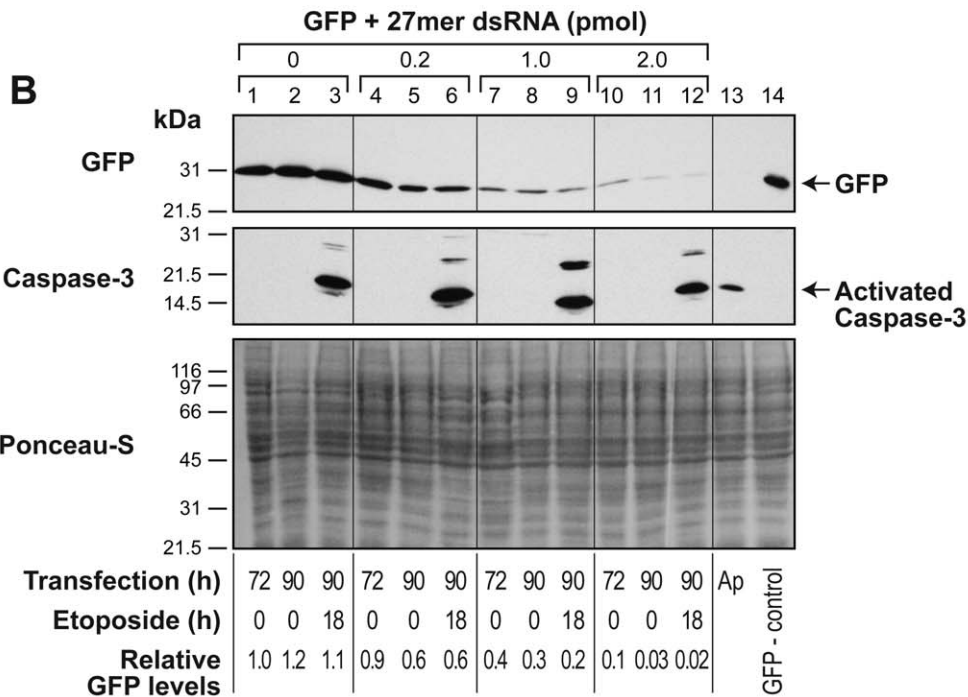 GFP + 27mer dsRNA (pmol)
0 0.2 1.0 2.0
B
1 2 3 4 5 6 7 8 9 10 11 12 13 14
kDa
GFP
31
21.5
GFP
Caspase-3
31
21.5
14.5
Activated
Caspase-3
Ponceau-S
116
97
66
45
31
21.5
Transfection (h) 72 90 90 72 90 90 72 90 90 72 90 90 Ap
Etoposide (h) 0 0 18 0 0 18 0 0 18 0 0 18
Relative
GFP levels 1.0 1.2 1.1 0.9 0.6 0.6 0.4 0.3 0.2 0.1 0.03 0.02
GFP - control